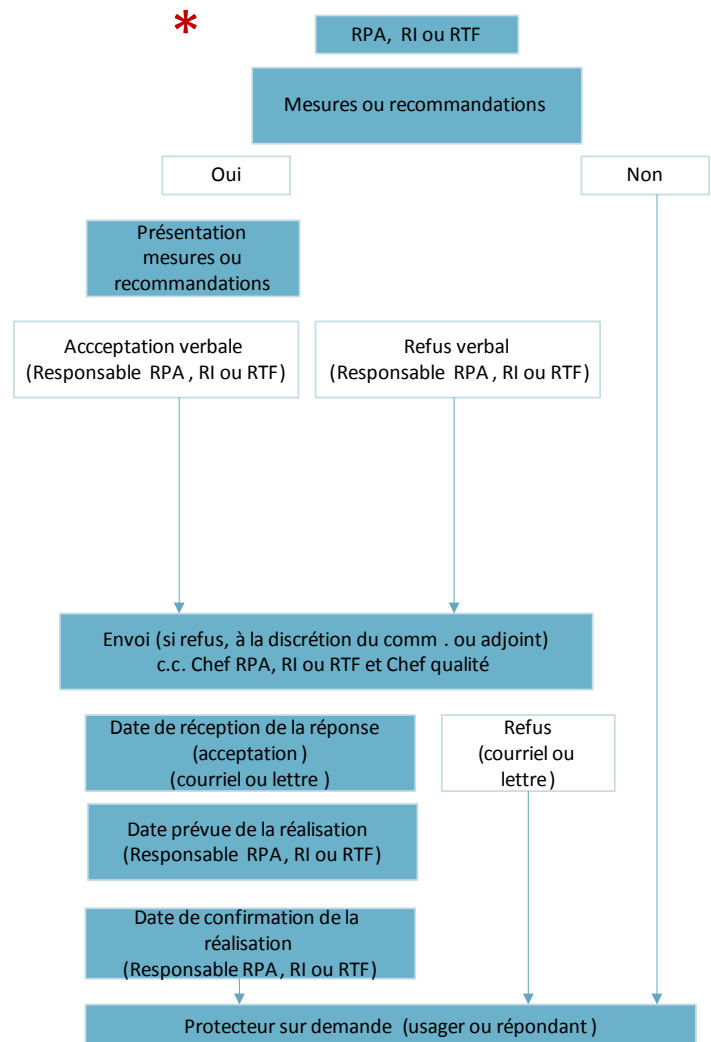 *
RPA, RI ou RTF
Mesures ou recommandations
Oui
Non
Présentation
mesures ou
recommandations
Accceptation verbale
(Responsable RPA , RI ou RTF)
Refus verbal
(Responsable RPA , RI ou RTF)
Envoi (si refus, à la discrétion du comm . ou adjoint)
c.c. Chef RPA, RI ou RTF et Chef qualité
Date de réception de la réponse
(acceptation )
(courriel ou lettre )
Refus
(courriel ou
lettre )
Date prévue de la réalisation
(Responsable RPA , RI ou RTF)
Date de confirmation de la
réalisation
(Responsable RPA , RI ou RTF)
Protecteur sur demande (usager ou répondant )